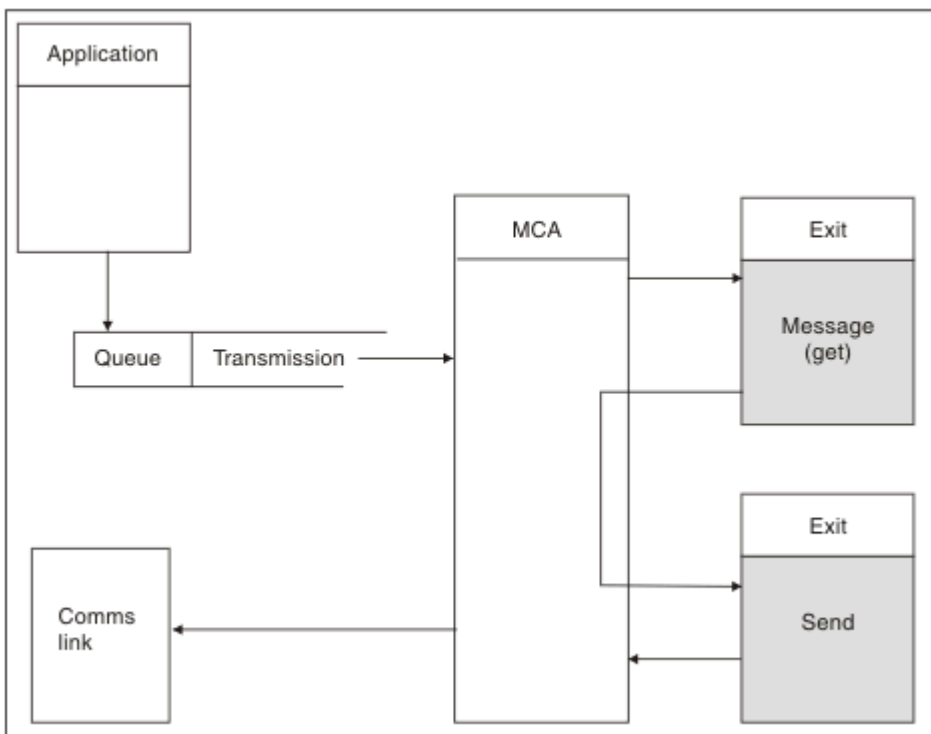 Application
MCA
Exit
Message
(get)
Queue
Transmission
Exit
Send
Comms
link